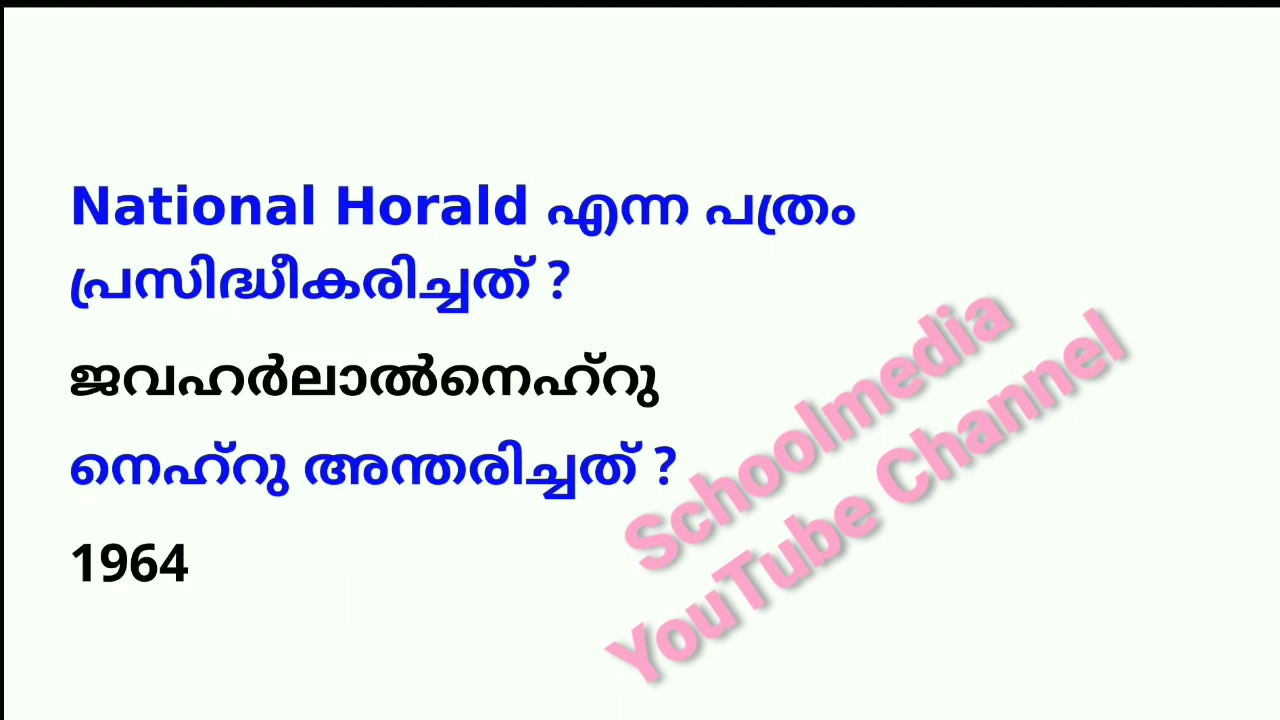 National Horald എന്ന പത്രം
പ്രസിദ്ധീകരിച്ചത് ?
ജവഹർലാൽനെഹ്റു
നെഹ്റു അന്തരിച്ചത് ?
1964
Schoolmedia
YouTube Channel